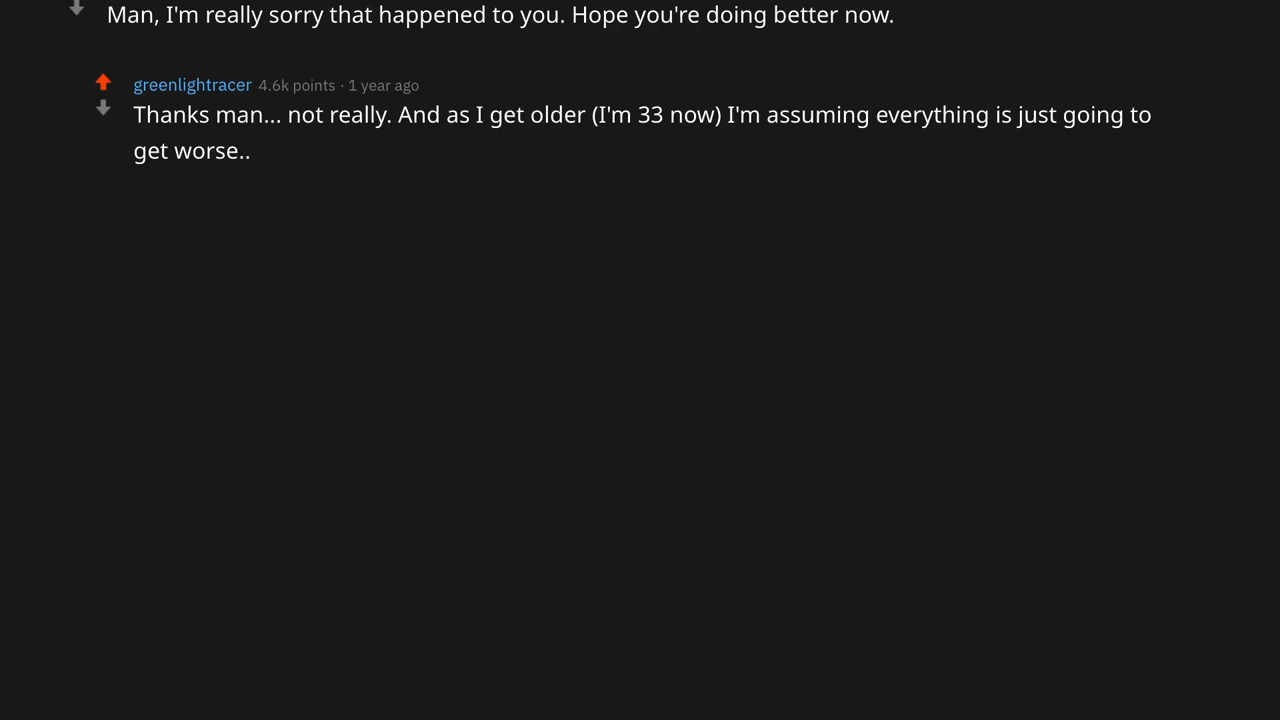 Man, I'm really sorry that happened to you. Hope you're doing better now.
greenlightracer 4.6k points · 1 year ago
Thanks man... not really. And as I get older (I'm 33 now) I'm assuming everything is just going to
get worse..